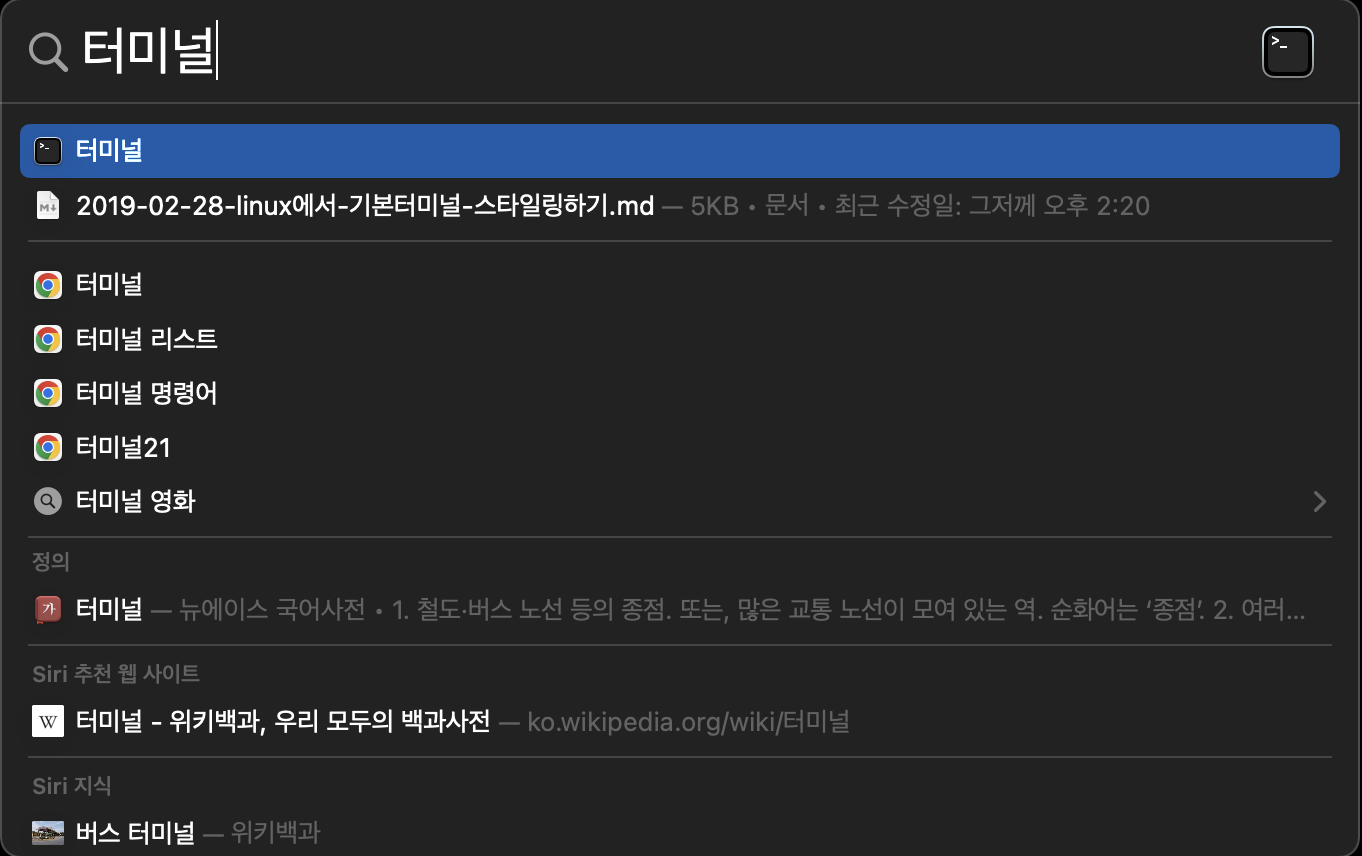 터미널
>_
>_
터미널
2019-02-28-linux에서-기본터미널-스타일링하기.md — 5KB • 문서 • 최근 수정일: 그저께 오후 2:20
터미널
터미널 리스트
터미널 명령어
터미널21
터미널 영화
정의
가
터미널 — 뉴에이스 국어사전 • 1. 철도·버스 노선 등의 종점. 또는, 많은 교통 노선이 모여 있는 역. 순화어는 ‘종점’. 2. 여러...
Siri 추천 웹 사이트
W
터미널 - 위키백과, 우리 모두의 백과사전 — ko.wikipedia.org/wiki/터미널
Siri 지식
버스 터미널 — 위키백과